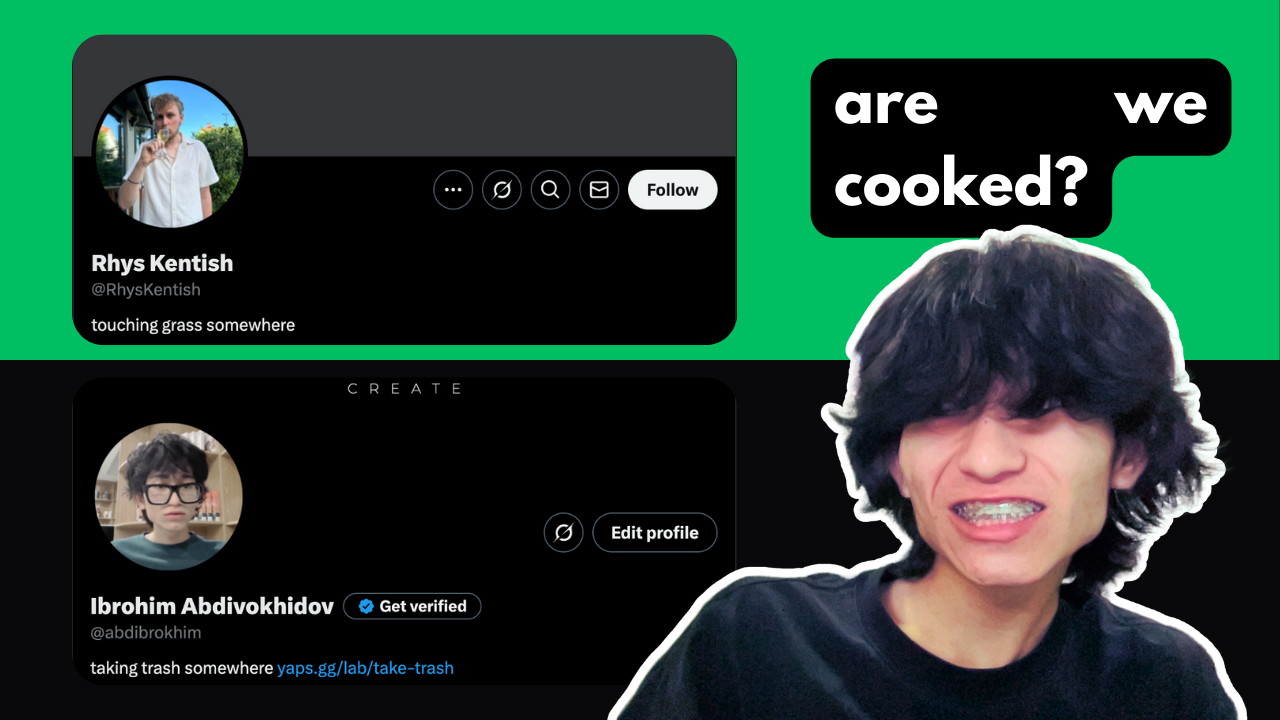 are we
cooked?
Follow
Rhys Kentish
@RhysKentish
touching grass somewhere
CREATE
Edit profile
Ibrohim Abdivokhidov Get verified
@abdibrokhim
taking trash somewhere yaps.gg/lab/take-trash